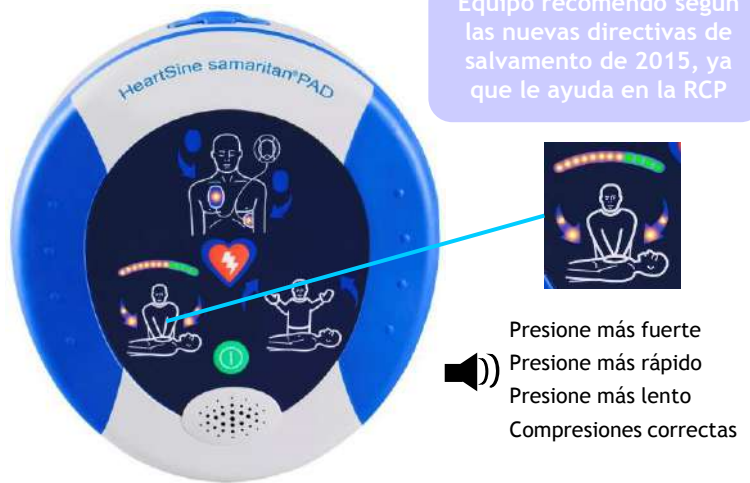 Equipo recomendo según
las nuevas directivas de
salvamento de 2015, ya
que le ayuda en la RCP
HeartSine samaritan®PAD
Presione más fuerte
Presione más rápido
Presione más lento
Compresiones correctas